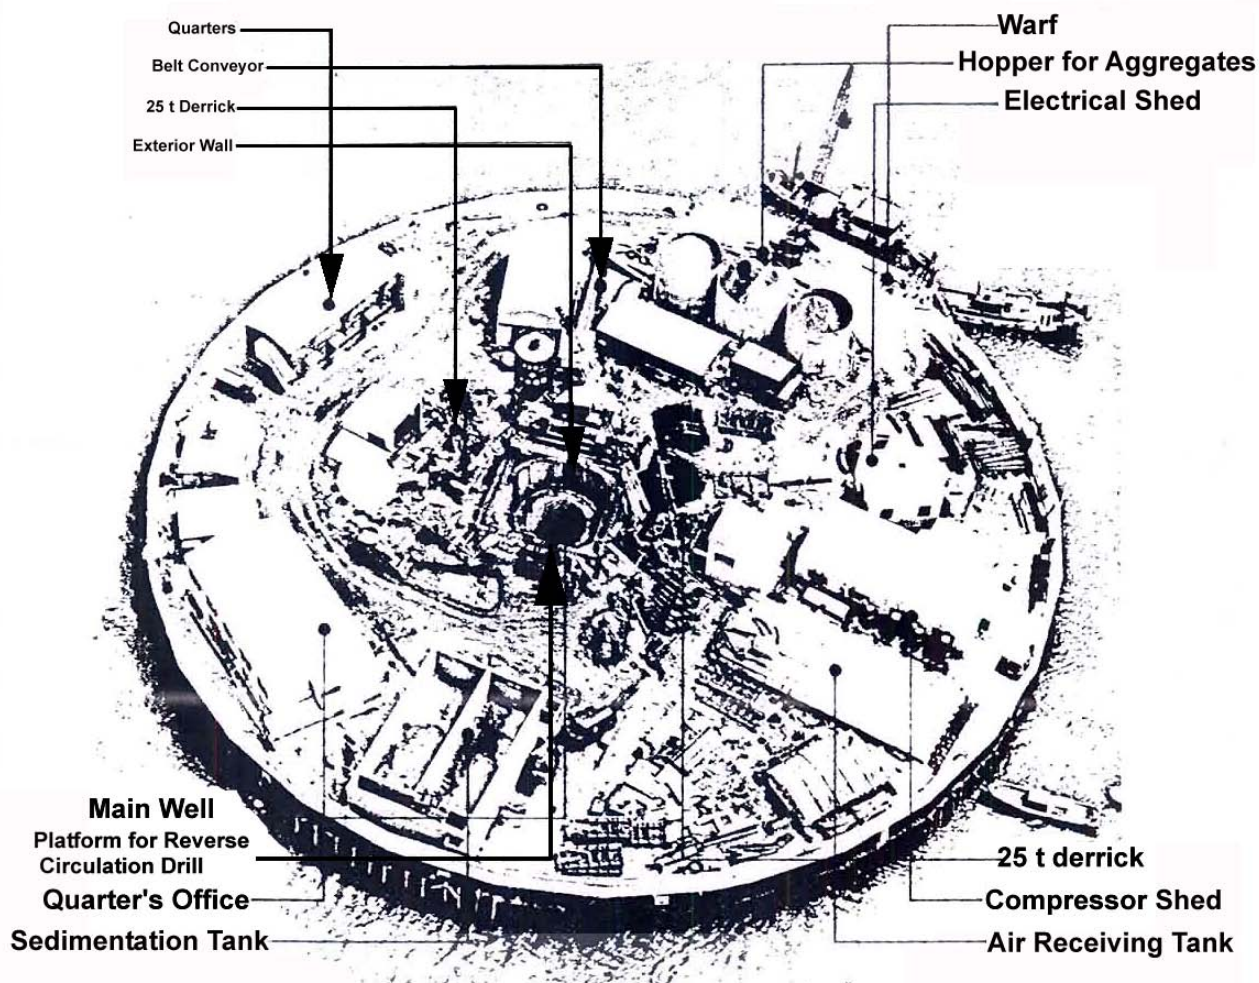 Quarters
Belt Conveyor
25 t Derrick
Exterior Wall
Warf
Hopper for Aggregates
Electrical Shed
Main Well
Platform for Reverse
Circulation Drill
Quarter's Office
Sedimentation Tank
25 t derrick
Compressor Shed
Air Receiving Tank